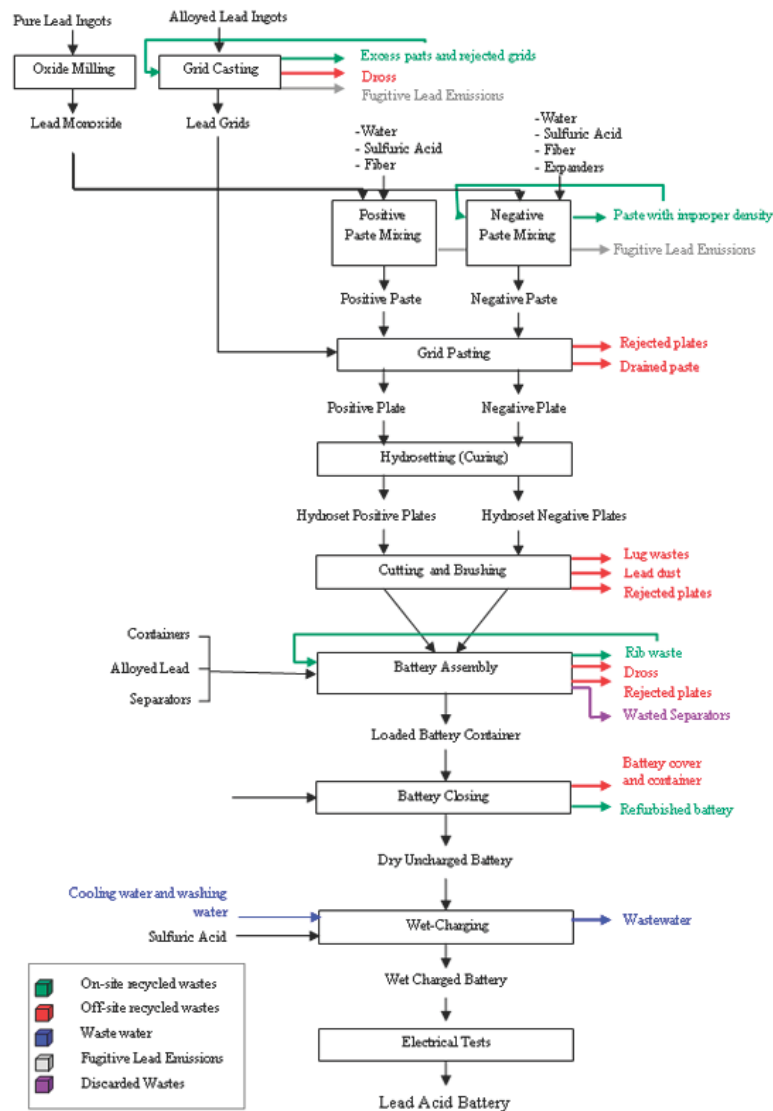 Pure Lead Ingots
Alloyed Lead Ingots
Oxide Milling
Grid Casting
Excess parts and rejected grids
Dross
Fugitive Lead Emissions
Lead Monoxide
Lead Grids
-Water
- Sulfuric Acid
- Fiber
-Water
- Sulfuric Acid
- Fiber
- Expanders
Positive
Paste Mixing
Negative
Paste Mixing
Paste with improper density
Fugitive Lead Emissions
Positive Paste
Negative Paste
Grid Pasting
Rejected plates
Drained paste
Positive Plate
Negative Plate
Hydrosetting (Curing)
Hydroset Positive Plates
Hydroset Negative Plates
Cutting and Brushing
Lug wastes
Lead dust
Rejected plates
Containers
Alloyed Lead
Separators
Battery Assembly
Rib waste
Dross
Rejected plates
Wasted Separators
Loaded Battery Container
Battery Closing
Battery cover
and container
Refurbished battery
Dry Uncharged Battery
Cooling water and washing
water
Sulfuric Acid
Wet-Charging
Wastewater
Wet Charged Battery
Electrical Tests
Lead Acid Battery
On-site recycled wastes
Off-site recycled wastes
Waste water
Fugitive Lead Emissions
Discarded Wastes